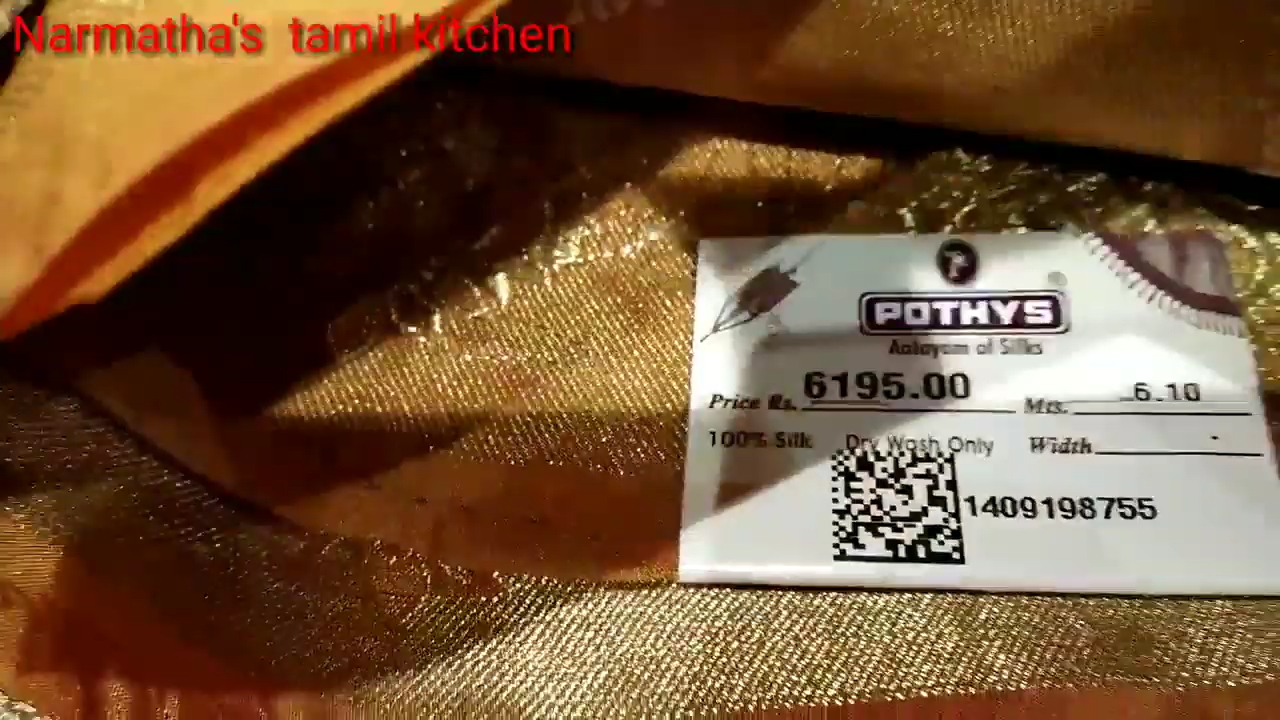 Narmatha's tamil kitchen
P
POTHYS
Aalayam of Silks
Price Rs. 6195.00 Mts. 6.10
100% Silk Dry Wash Only Width
1409198755